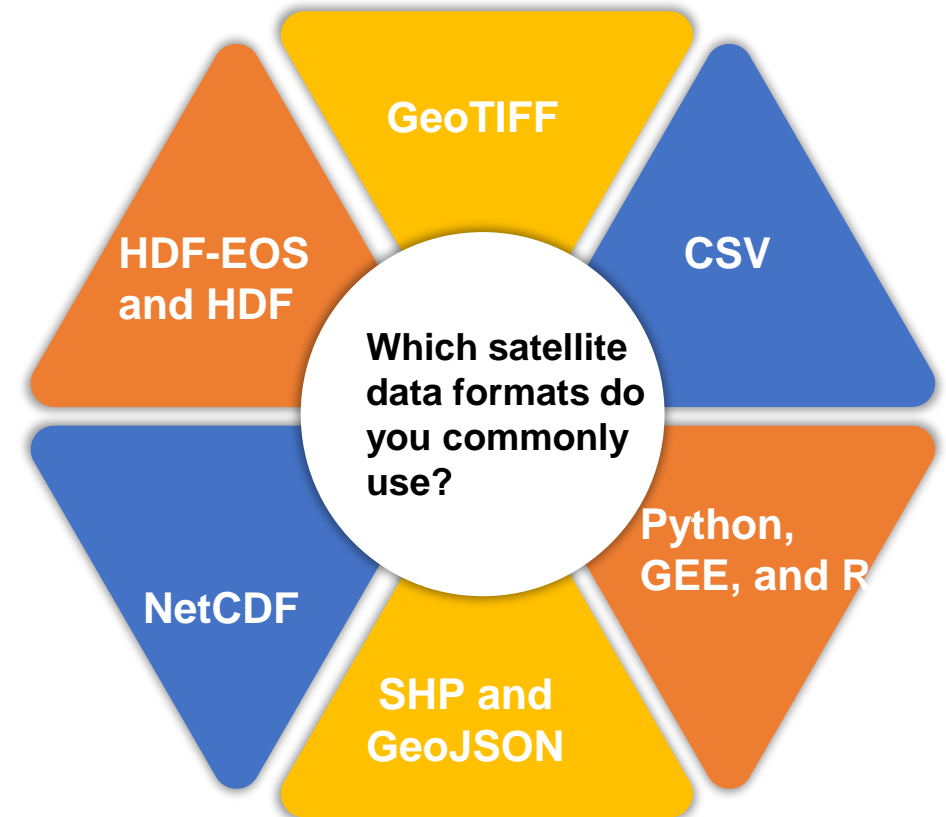 GeoTIFF
CSV
HDF-EOS
and HDF
Which satellite
data formats do
you commonly
use?
Python,
GEE, and R
NetCDF
SHP and
GeoJSON